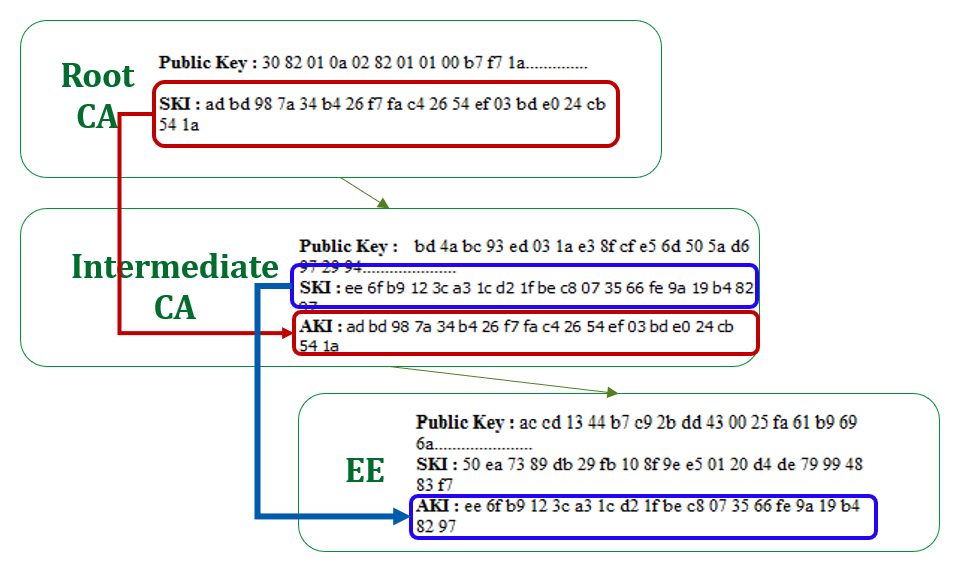 Root
CA
Public Key : 30 82 01 0a 02 82 01 01 00 b7 f7 1a..............
SKI : ad bd 98 7a 34 b4 26 f7 fa c4 26 54 ef 03 bd e0 24 cb
54 1a
Intermediate
CA
Public Key : bd 4a bc 93 ed 03 1a e3 8f cf e5 6d 50 5a d6
97 29 94.....................
SKI : ee 6f b9 12 3c a3 1c d2 1f be c8 07 35 66 fe 9a 19 b4 82
97
AKI : ad bd 98 7a 34 b4 26 f7 fa c4 26 54 ef 03 bd e0 24 cb
54 1a
EE
Public Key : ac cd 13 44 b7 c9 2b dd 43 00 25 fa 61 b9 69
6a......................
SKI : 50 ea 73 89 db 29 fb 10 8f 9e e5 01 20 d4 de 79 99 48
83 f7
AKI : ee 6f b9 12 3c a3 1c d2 1f be c8 07 35 66 fe 9a 19 b4
82 97